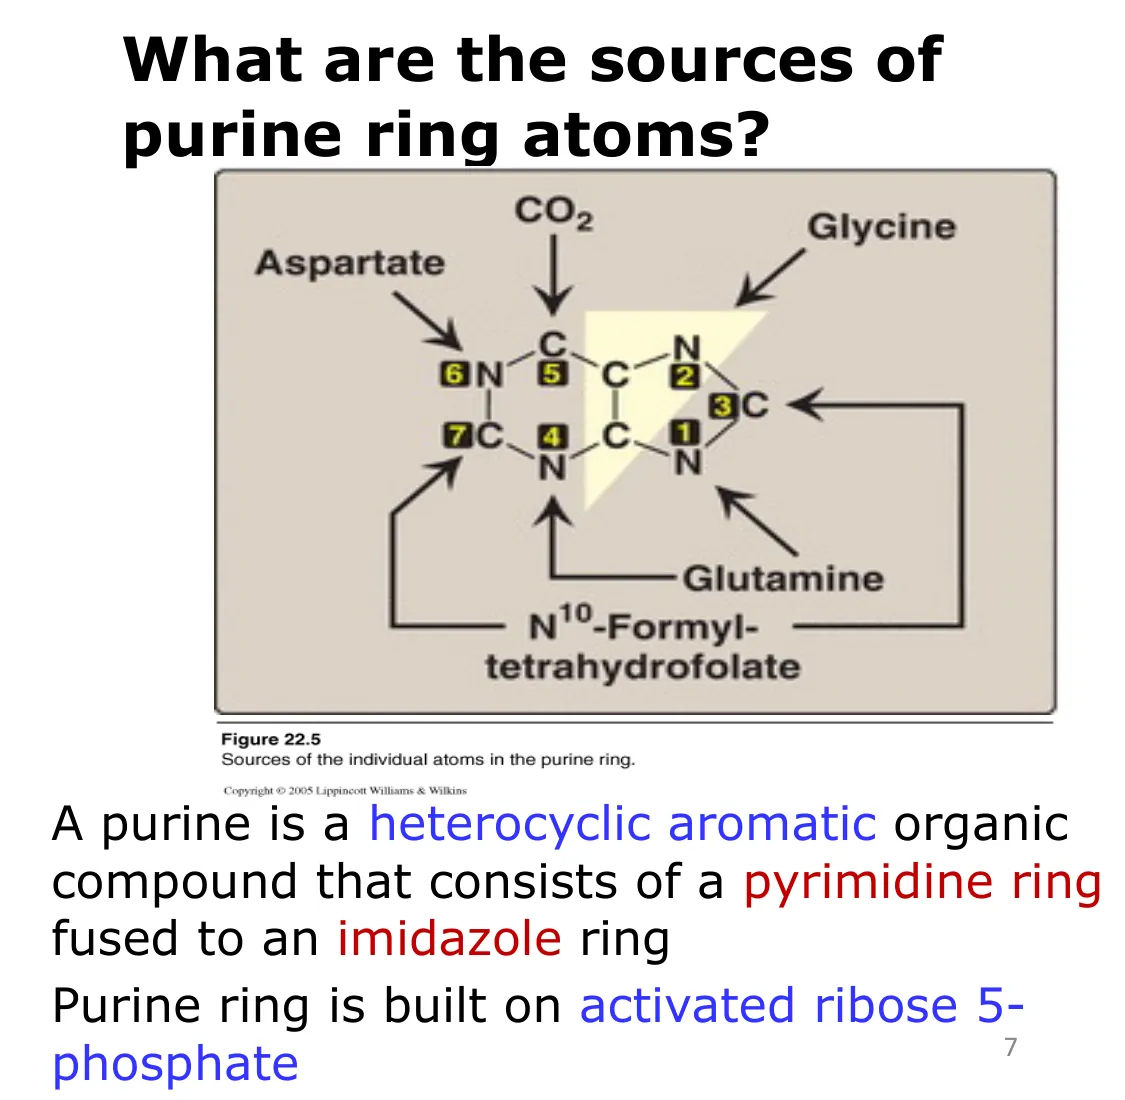 What are the sources of
purine ring atoms?
CO₂
Glycine
Aspartate
C
N
6 N
5
C
2
3 C
7 C
4
C
1
N
N
Glutamine
N¹⁰-Formyl-
tetrahydrofolate
Figure 22.5
Sources of the individual atoms in the purine ring.
Copyright © 2005 Lippincott Williams & Wilkins
A purine is a heterocyclic aromatic organic
compound that consists of a pyrimidine ring
fused to an imidazole ring
Purine ring is built on activated ribose 5-
phosphate
7